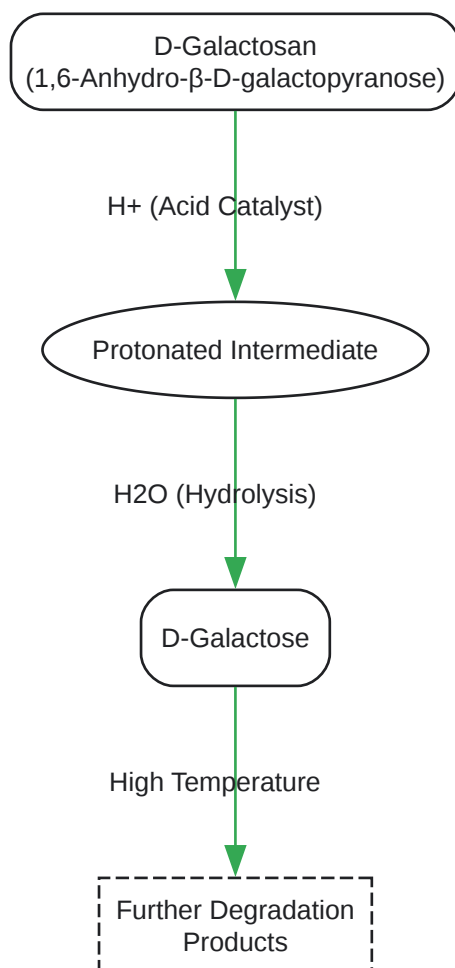 D-Galactosan
(1,6-Anhydro-β-D-galactopyranose)
H+ (Acid Catalyst)
Protonated Intermediate
H2O (Hydrolysis)
D-Galactose
High Temperature
Further Degradation
Products